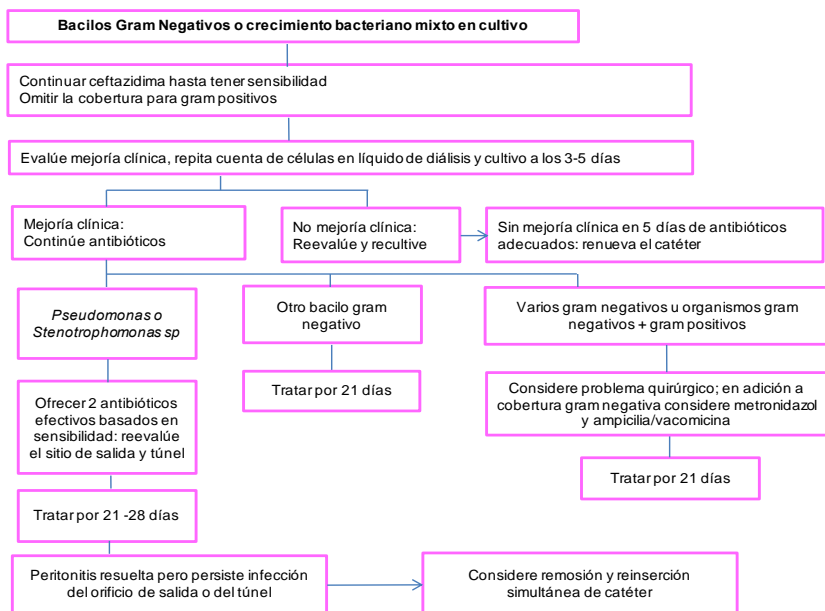 Bacilos Gram Negativos o crecimiento bacteriano mixto en cultivo
Continuar ceftazidima hasta tener sensibilidad
Omitir la cobertura para gram positivos
Evalúe mejoría clínica, repita cuenta de células en líquido de diálisis y cultivo a los 3-5 días
Mejoría clínica:
Continúe antibióticos
No mejoría clínica:
Reevalúe y recultive
Sin mejoría clínica en 5 días de antibióticos
adecuados: renueva el catéter
Pseudomonas o
Stenotrophomonas sp
Otro bacilo gram
negativo
Varios gram negativos u organismos gram
negativos + gram positivos
Ofrecer 2 antibióticos
efectivos basados en
sensibilidad: reevalúe
el sitio de salida y túnel
Tratar por 21 días
Considere problema quirúrgico; en adición a
cobertura gram negativa considere metronidazol
y ampicilia/vacomicina
Tratar por 21 días
Tratar por 21 -28 días
Peritonitis resuelta pero persiste infección
del orificio de salida o del túnel
Considere remosión y reinserción
simultánea de catéter